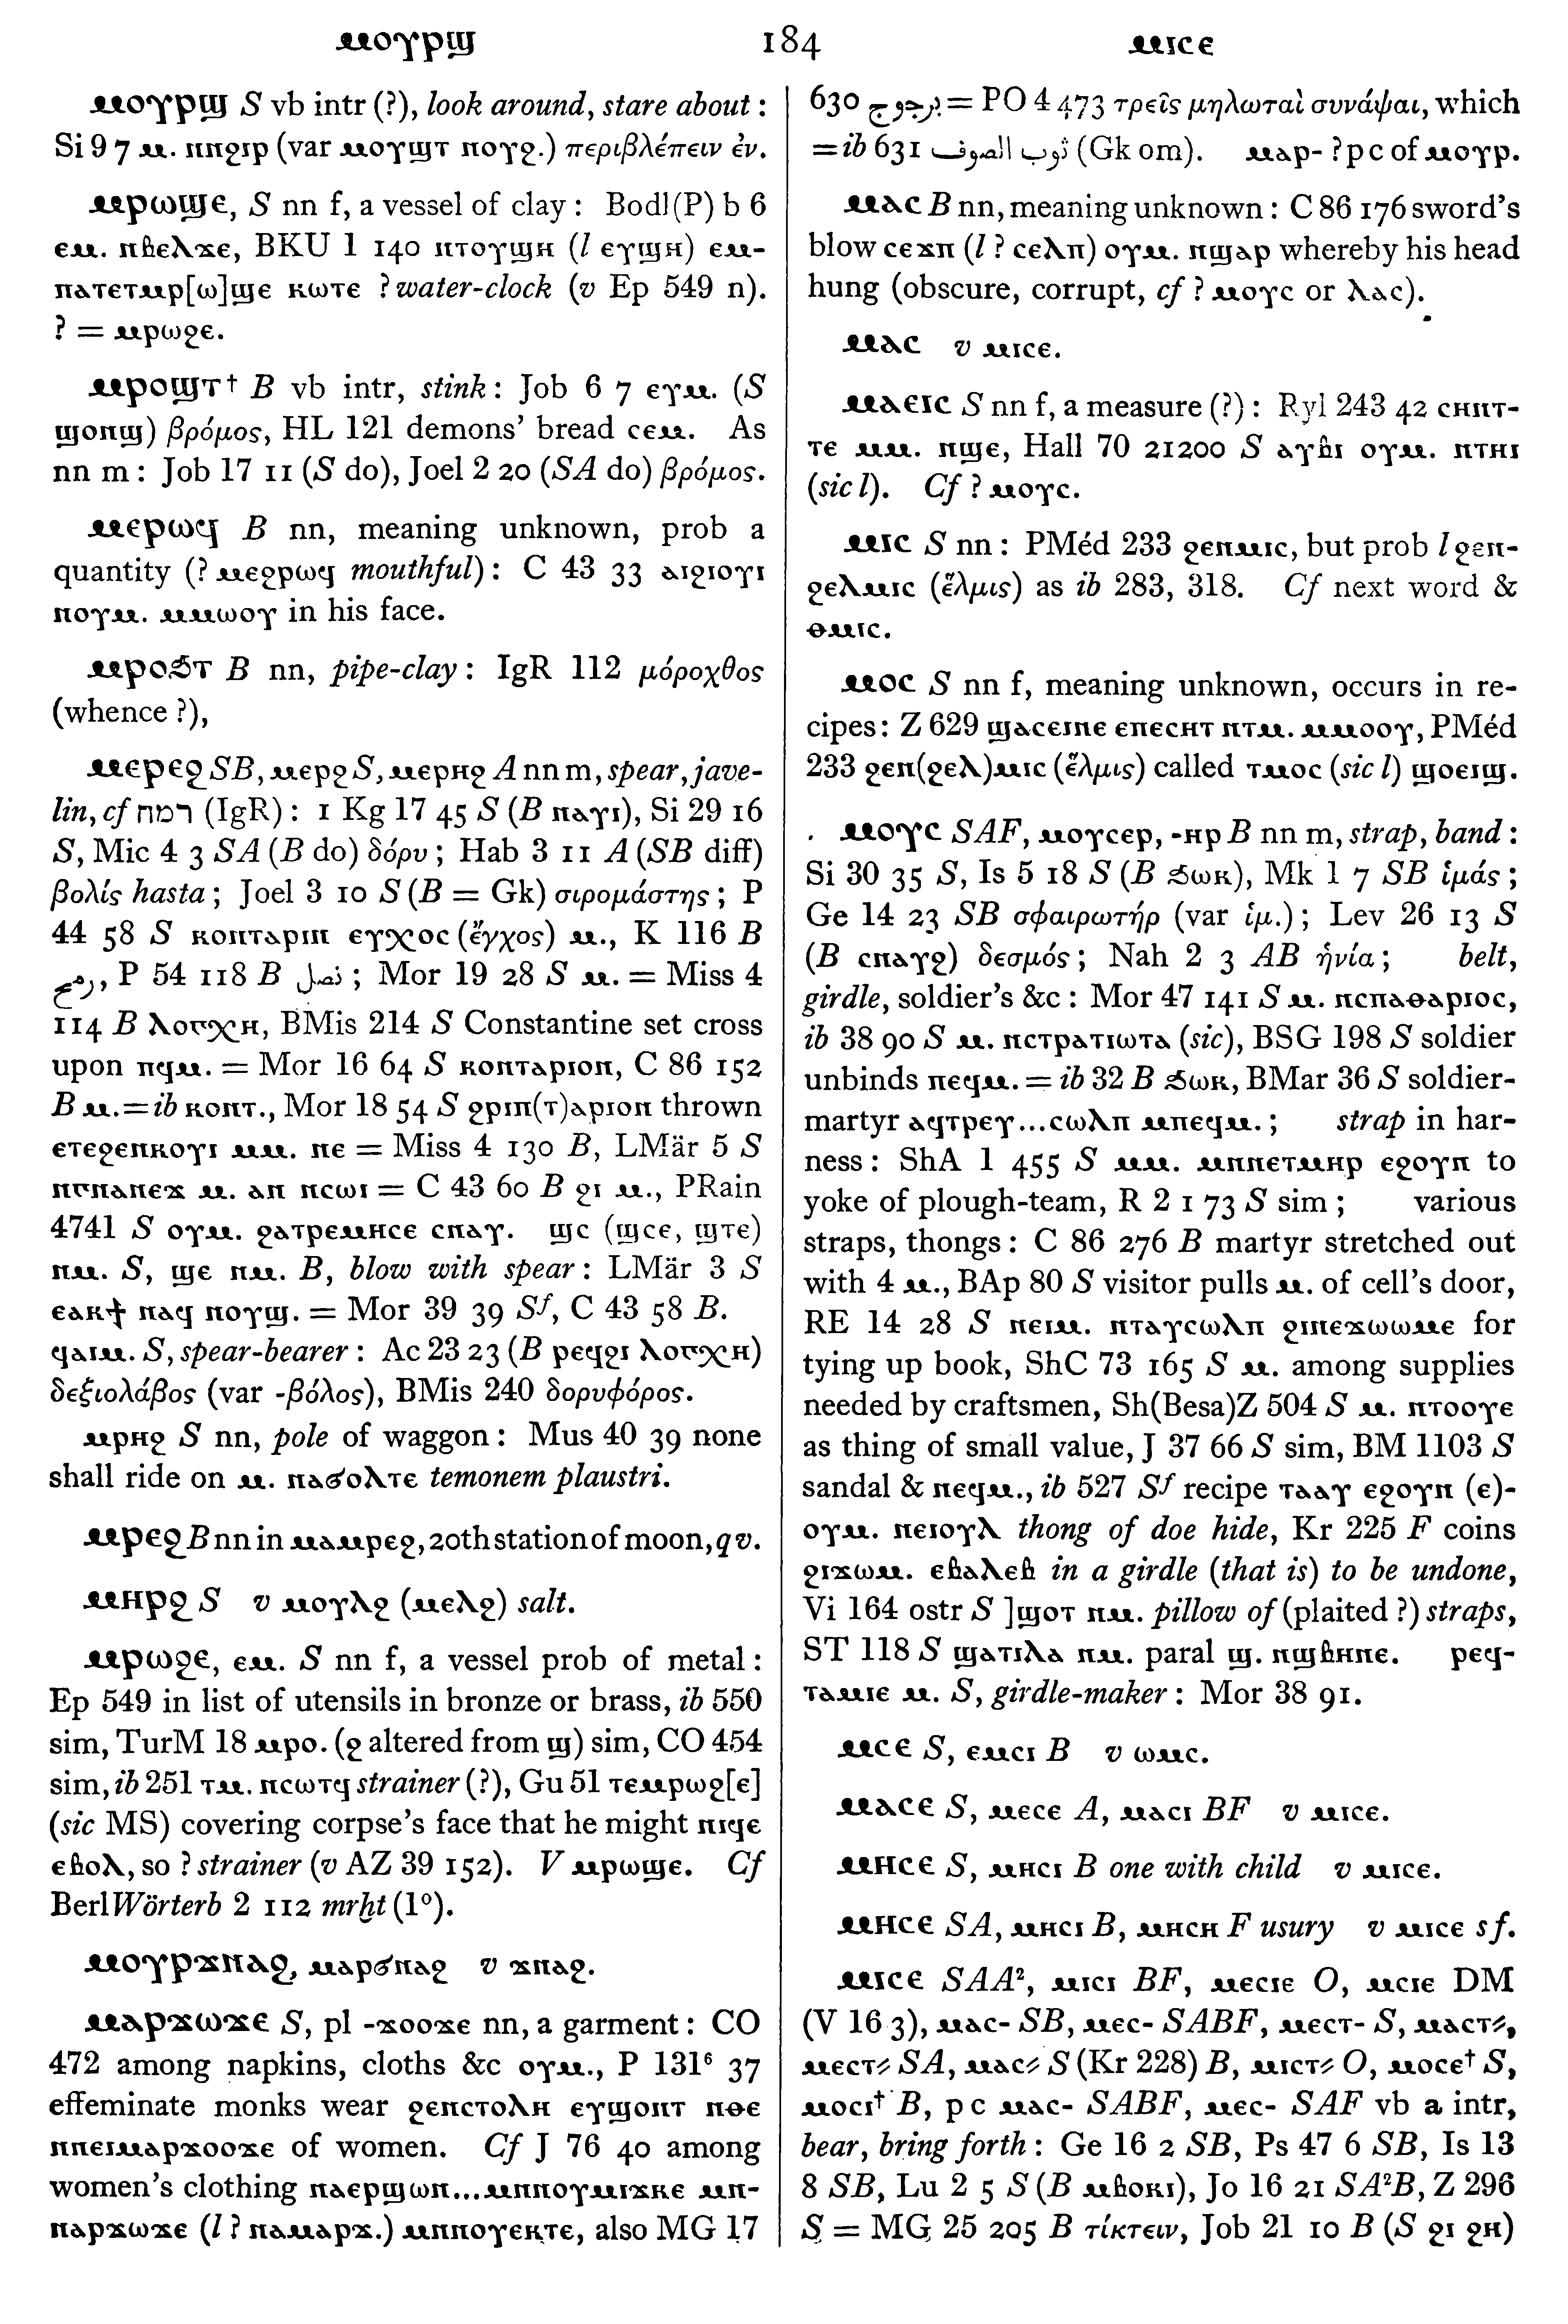 ⲙⲟⲩⲣϣ 184 ⲙⲓⲥⲉ
ⲙⲟⲩⲣϣ S vb intr (?), look around, stare about :
Si 9 7 ⲙ. ⲛⲛϩⲓⲣ (var ⲙⲟⲩϣⲧ ⲛⲟⲩϩ.) περιβλέπειν ἐν.
ⲙⲣⲱϣⲉ, S nn f, a vessel of clay : Bodl(P) b 6
ⲉⲙ. ⲛⲃⲉⲗϫⲉ, BKU 1 140 ⲛⲧⲟⲩϣⲏ (l ⲉⲩϣⲏ) ⲉⲙ-
ⲡⲁⲧⲉⲧⲙⲣ[ⲱ]ϣⲉ ⲕⲱⲧⲉ ? water-clock (v Ep 549 n).
? = ⲙⲣⲱϩⲉ.
ⲙⲣⲟϣⲧ† B vb intr, stink : Job 6 7 ⲉⲩⲙ. (S
ϣⲟⲛϣ) βρόμος, HL 121 demons' bread ⲥⲉⲙ. As
nn m : Job 17 11 (S do), Joel 2 20 (SA do) βρόμος.
ⲙⲉⲣⲱϥ B nn, meaning unknown, prob a
quantity (? ⲙⲉϩⲣⲱϥ mouthful) : C 43 33 ⲁⲓϩⲓⲟⲩⲓ
ⲛⲟⲩⲙ. ⲙⲙⲱⲟⲩ in his face.
ⲙⲣⲟϭⲧ B nn, pipe-clay : IgR 112 μόροχθος
(whence ?),
ⲙⲉⲣⲉϩ SB, ⲙⲉⲣϩ S, ⲙⲉⲣⲏϩ A nn m, spear, jave-
lin, cf רמח (IgR) : 1 Kg 17 45 S (B ⲛⲁⲩⲓ), Si 29 16
S, Mic 4 3 SA (B do) δόρυ ; Hab 3 11 A (SB diff)
βολίς hasta ; Joel 3 10 S (B = Gk) σιρομάστης ; P
44 58 S ⲕⲟⲛⲧⲁⲣⲓⲛ ⲉⲩⲭⲟⲥ (ἔγχος) ⲙ., K 116 B
رمح, P 54 118 B نصل ; Mor 19 28 S ⲙ. = Miss 4
114 B ⲗⲟⲅⲭⲏ, BMis 214 S Constantine set cross
upon ⲡϥⲙ. = Mor 16 64 S ⲕⲟⲛⲧⲁⲣⲓⲟⲛ, C 86 152
B ⲙ. = ib ⲕⲟⲛⲧ., Mor 18 54 S ϩⲣⲓⲛ(ⲧ)ⲁⲣⲓⲟⲛ thrown
ⲉⲧⲉϩⲉⲛⲕⲟⲩⲓ ⲙⲙ. ⲛⲉ = Miss 4 130 B, LMär 5 S
ⲛⲅⲛⲁⲛⲉϫ ⲙ. ⲁⲛ ⲛⲥⲱⲓ = C 43 60 B ϩⲓ ⲙ., PRain
4741 S ⲟⲩⲙ. ϩⲁⲧⲣⲉⲙⲏⲥⲉ ⲥⲛⲁⲩ. ϣⲥ (ϣⲥⲉ, ϣⲧⲉ)
ⲛⲙ. S, ϣⲉ ⲛⲙ. B, blow with spear : LMär 3 S
ⲉⲁⲕϯ ⲛⲁϥ ⲛⲟⲩϣ. = Mor 39 39 Sf, C 43 58 B.
ϥⲁⲓⲙ. S, spear-bearer : Ac 23 23 (B ⲣⲉϥϩⲓ ⲗⲟⲅⲭⲏ)
δεξιολάβος (var -βόλος), BMis 240 δορυφόρος.
ⲙⲣⲏϩ S nn, pole of waggon : Mus 40 39 none
shall ride on ⲙ. ⲛⲁϭⲟⲗⲧⲉ temonem plaustri.
ⲙⲣⲉϩ B nn in ⲙⲁⲙⲣⲉϩ, 20th station of moon, qv.
ⲙⲏⲣϩ S v ⲙⲟⲩⲗϩ (ⲙⲉⲗϩ) salt.
ⲙⲣⲱϩⲉ, ⲉⲙ. S nn f, a vessel prob of metal :
Ep 549 in list of utensils in bronze or brass, ib 550
sim, TurM 18 ⲙⲣⲟ. (ϩ altered from ϣ) sim, CO 454
sim, ib 251 ⲧⲙ. ⲛⲥⲱⲧϥ strainer (?), Gu 51 ⲧⲉⲙⲣⲱϩ[ⲉ]
(sic MS) covering corpse's face that he might ⲛⲓϥⲉ
ⲉⲃⲟⲗ, so ? strainer (v AZ 39 152). V ⲙⲣⲱϣⲉ. Cf
Berl Wörterb 2 112 mrḫt (1º).
ⲙⲟⲩⲣϫⲛⲁϩ, ⲙⲁⲣϭⲛⲁϩ v ϫⲛⲁϩ.
ⲙⲁⲣϫⲱϫⲉ S, pl -ϫⲟⲟϫⲉ nn, a garment : CO
472 among napkins, cloths &c ⲟⲩⲙ., P 131⁶ 37
effeminate monks wear ϩⲉⲛⲥⲧⲟⲗⲏ ⲉⲩϣⲟⲛⲧ ⲛⲑⲉ
ⲛⲛⲉⲓⲙⲁⲣϫⲟⲟϫⲉ of women. Cf J 76 40 among
women's clothing ⲛⲁⲉⲣϣⲱⲛ...ⲙⲛⲛⲟⲩⲙⲓϫⲕⲉ ⲙⲛ-
ⲛⲁⲣϫⲱϫⲉ (l ? ⲛⲁⲙⲁⲣϫ.) ⲙⲛⲛⲟⲩⲉⲕⲧⲉ, also MG 17
630 مزدوج = PO 4 473 τρεῖς μηλωταὶ συνάψαι, which
= ib 631 ثوب الصوف (Gk om). ⲙⲁⲣ- ? p c of ⲙⲟⲩⲣ.
ⲙⲁⲥ B nn, meaning unknown : C 86 176 sword's
blow ⲥⲉϫⲡ (l ? ⲥⲉⲗⲡ) ⲟⲩⲙ. ⲛϣⲁⲣ whereby his head
hung (obscure, corrupt, cf ? ⲙⲟⲩⲥ or ⲗⲁⲥ).
ⲙⲁⲥ v ⲙⲓⲥⲉ.
ⲙⲁⲉⲓⲥ S nn f, a measure (?) : Ryl 243 42 ⲥⲏⲛⲧ-
ⲧⲉ ⲙⲙ. ⲛϣⲉ, Hall 70 21200 S ⲁⲩⲃⲓ ⲟⲩⲙ. ⲛⲧⲏⲓ
(sic l). Cf ? ⲙⲟⲩⲥ.
ⲙⲓⲥ S nn : PMéd 233 ϩⲉⲛⲙⲓⲥ, but prob l ϩⲉⲛ-
ϩⲉⲗⲙⲓⲥ (ἕλμις) as ib 283, 318. Cf next word &
ⲑⲙⲓⲥ.
ⲙⲟⲥ S nn f, meaning unknown, occurs in re-
cipes : Z 629 ϣⲁⲥⲉⲓⲛⲉ ⲉⲡⲉⲥⲏⲧ ⲛⲧⲙ. ⲙⲙⲟⲟⲩ, PMéd
233 ϩⲉⲛ(ϩⲉⲗ)ⲙⲓⲥ (ἕλμις) called ⲧⲙⲟⲥ (sic l) ϣⲟⲉⲓϣ.
ⲙⲟⲩⲥ SAF, ⲙⲟⲩⲥⲉⲣ, -ⲏⲣ B nn m, strap, band :
Si 30 35 S, Is 5 18 S (B ϭⲱⲕ), Mk 1 7 SB ἱμάς ;
Ge 14 23 SB σφαιρωτήρ (var ἱμ.) ; Lev 26 13 S
(B ⲥⲛⲁⲩϩ) δεσμός ; Nah 2 3 AB ἡνία ; belt,
girdle, soldier's &c : Mor 47 141 S ⲙ. ⲛⲥⲡⲁⲑⲁⲣⲓⲟⲥ,
ib 38 90 S ⲙ. ⲛⲥⲧⲣⲁⲧⲓⲱⲧⲁ (sic), BSG 198 S soldier
unbinds ⲡⲉϥⲙ. = ib 32 B ϭⲱⲕ, BMar 36 S soldier-
martyr ⲁϥⲧⲣⲉⲩ...ⲥⲱⲗⲡ ⲙⲡⲉϥⲙ. ; strap in har-
ness : ShA 1 455 S ⲙⲙ. ⲙⲛⲛⲉⲧⲙⲏⲣ ⲉϩⲟⲩⲛ to
yoke of plough-team, R 2 1 73 S sim ; various
straps, thongs : C 86 276 B martyr stretched out
with 4 ⲙ., BAp 80 S visitor pulls ⲙ. of cell's door,
RE 14 28 S ⲡⲉⲓⲙ. ⲛⲧⲁⲩⲥⲱⲗⲡ ϩⲓⲛⲉϫⲱⲱⲙⲉ for
tying up book, ShC 73 165 S ⲙ. among supplies
needed by craftsmen, Sh(Besa)Z 504 S ⲙ. ⲛⲧⲟⲟⲩⲉ
as thing of small value, J 37 66 S sim, BM 1103 S
sandal & ⲡⲉϥⲙ., ib 527 Sf recipe ⲧⲁⲁⲩ ⲉϩⲟⲩⲛ (ⲉ)-
ⲟⲩⲙ. ⲛⲉⲓⲟⲩⲗ thong of doe hide, Kr 225 F coins
ϩⲓϫⲱⲙ. ⲉⲃⲁⲗⲉⲃ in a girdle (that is) to be undone,
Vi 164 ostr S ]ϣⲟⲧ ⲛⲙ. pillow of (plaited ?) straps,
ST 118 S ϣⲁⲧⲓⲗⲁ ⲛⲙ. paral ϣ. ⲛϣⲃⲏⲛⲉ. ⲣⲉϥ-
ⲧⲁⲙⲓⲉ ⲙ. S, girdle-maker : Mor 38 91.
ⲙⲥⲉ S, ⲉⲙⲥⲓ B v ⲱⲙⲥ.
ⲙⲁⲥⲉ S, ⲙⲉⲥⲉ A, ⲙⲁⲥⲓ BF v ⲙⲓⲥⲉ.
ⲙⲏⲥⲉ S, ⲙⲏⲥⲓ B one with child v ⲙⲓⲥⲉ.
ⲙⲏⲥⲉ SA, ⲙⲏⲥⲓ B, ⲙⲏⲥⲏ F usury v ⲙⲓⲥⲉ sf.
ⲙⲓⲥⲉ SAA², ⲙⲓⲥⲓ BF, ⲙⲉⲥⲓⲉ O, ⲙⲥⲓⲉ DM
(V 16 3), ⲙⲁⲥ- SB, ⲙⲉⲥ- SABF, ⲙⲉⲥⲧ- S, ⲙⲁⲥⲧ⸗,
ⲙⲉⲥⲧ⸗ SA, ⲙⲁⲥ⸗ S (Kr 228) B, ⲙⲓⲥⲧ⸗ O, ⲙⲟⲥⲉ† S,
ⲙⲟⲥⲓ† B, p c ⲙⲁⲥ- SABF, ⲙⲉⲥ- SAF vb a intr,
bear, bring forth : Ge 16 2 SB, Ps 47 6 SB, Is 13
8 SB, Lu 2 5 S (B ⲙⲃⲟⲕⲓ), Jo 16 21 SA²B, Z 296
S = MG 25 205 B τίκτειν, Job 21 10 B (S ϩⲓ ϩⲏ)